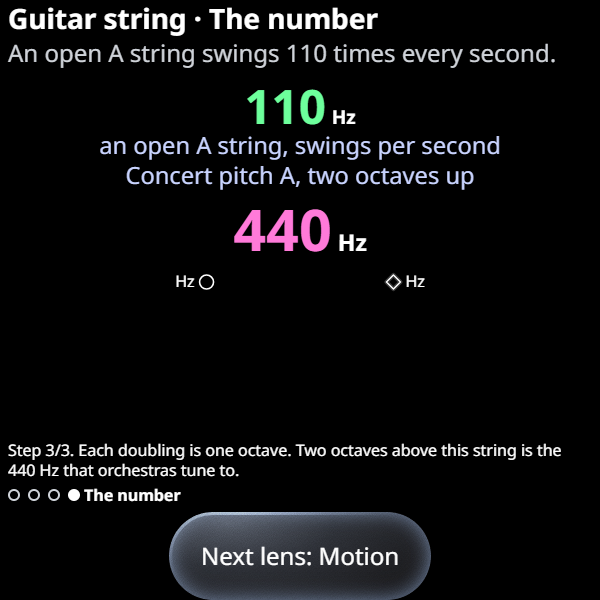 Guitar string · The number
An open A string swings 110 times every second.
110 Hz
an open A string, swings per second
Concert pitch A, two octaves up
440 Hz
Hz
Hz
Step 3/3. Each doubling is one octave. Two octaves above this string is the
440 Hz that orchestras tune to.
The number
Next lens: Motion